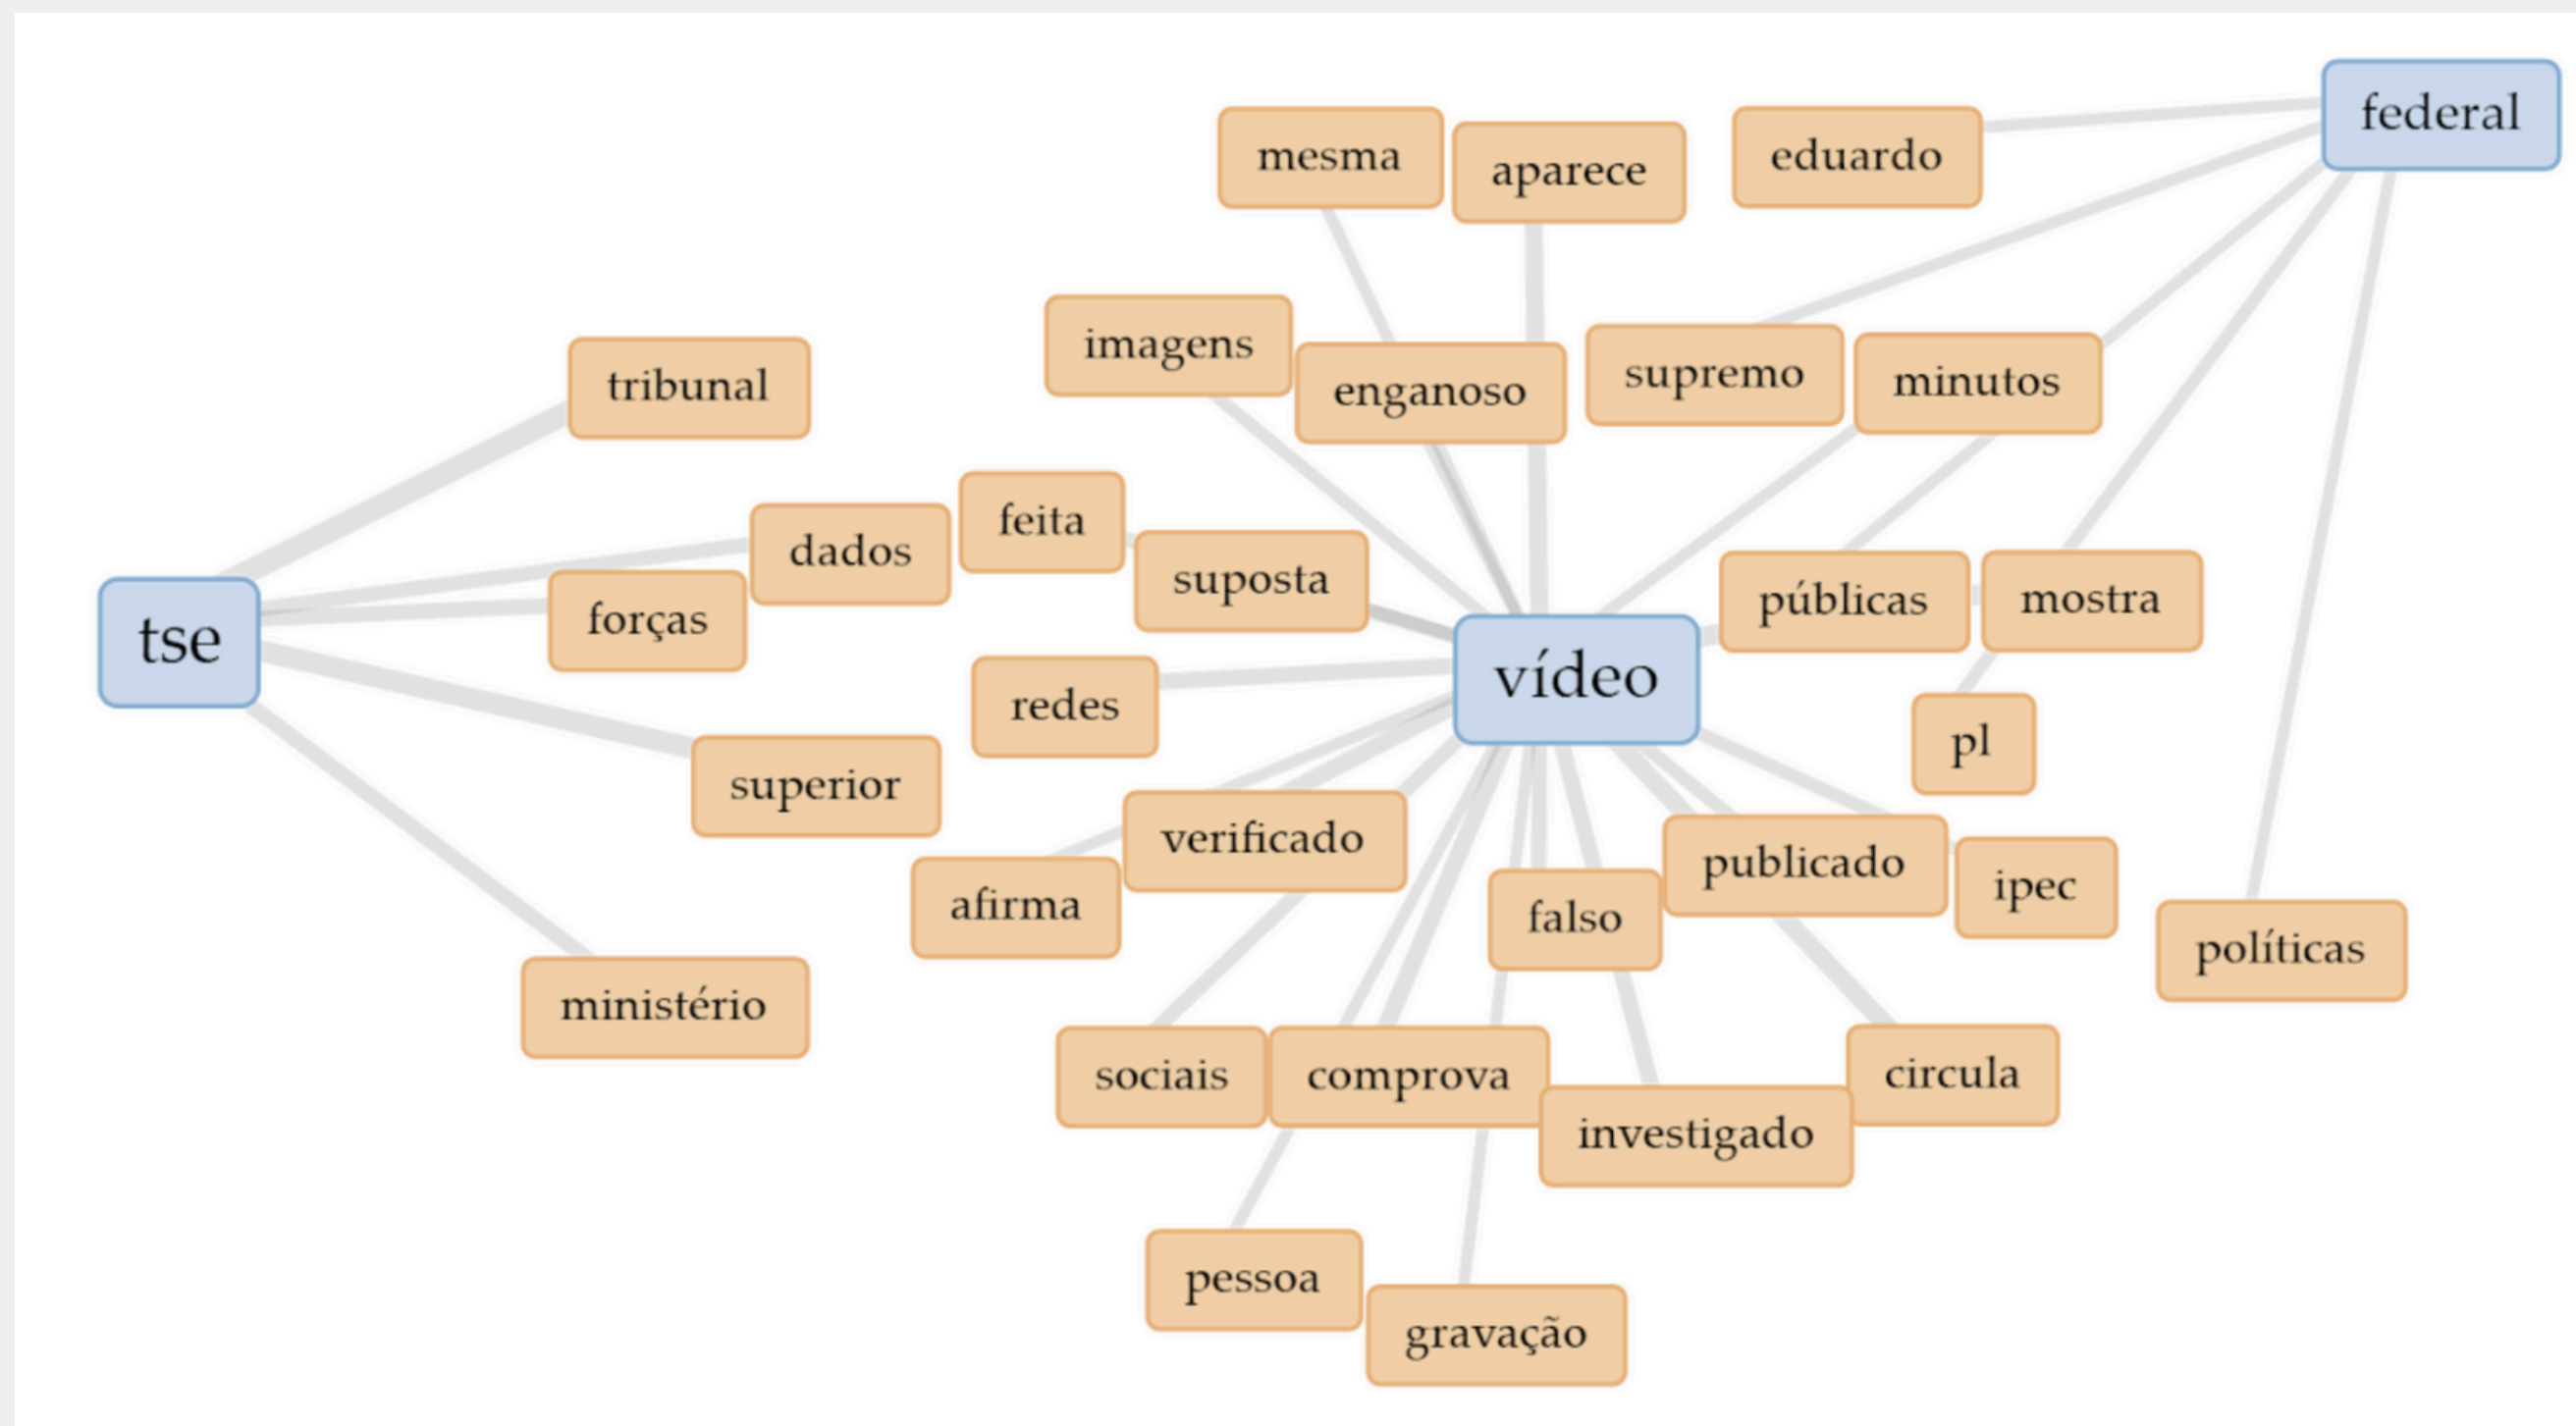 federal
mesma
aparece
eduardo
imagens
enganoso
supremo
minutos
tribunal
dados
feita
suposta
públicas
mostra
forças
tse
redes
vídeo
pl
superior
verificado
publicado
ipec
afirma
falso
políticas
ministério
sociais
comprova
circula
investigado
pessoa
gravação